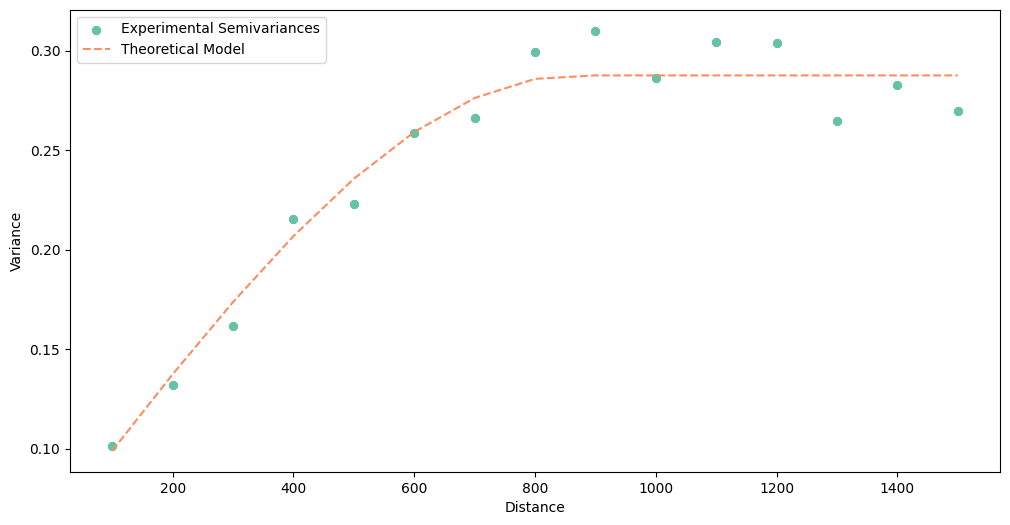 Experimental Semivariances
Theoretical Model
0.30
0.25
0.20
0.15
0.10
Variance
200 400 600 800 1000 1200 1400
Distance